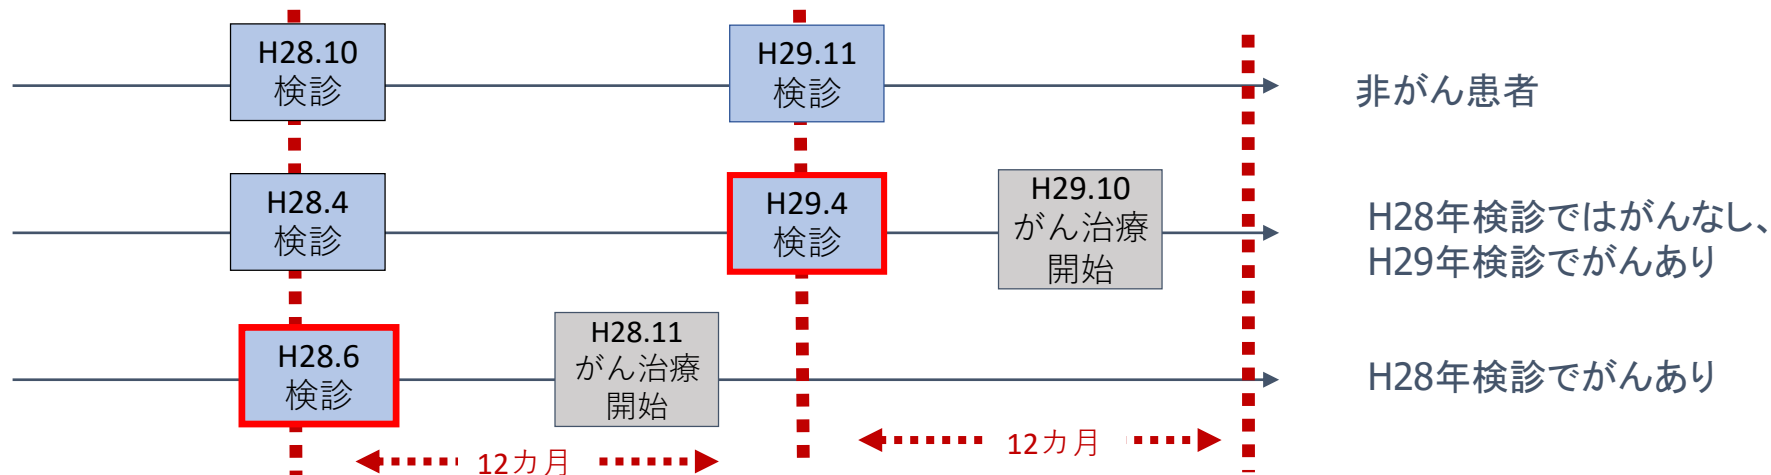 H28.10
検診
H29.11
検診
非がん患者
H28.4
検診
H29.4
検診
H29.10
がん治療
開始
H28年検診ではがんなし、
H29年検診でがんあり
H28.6
検診
H28.11
がん治療
開始
H28年検診でがんあり
12カ月
12カ月